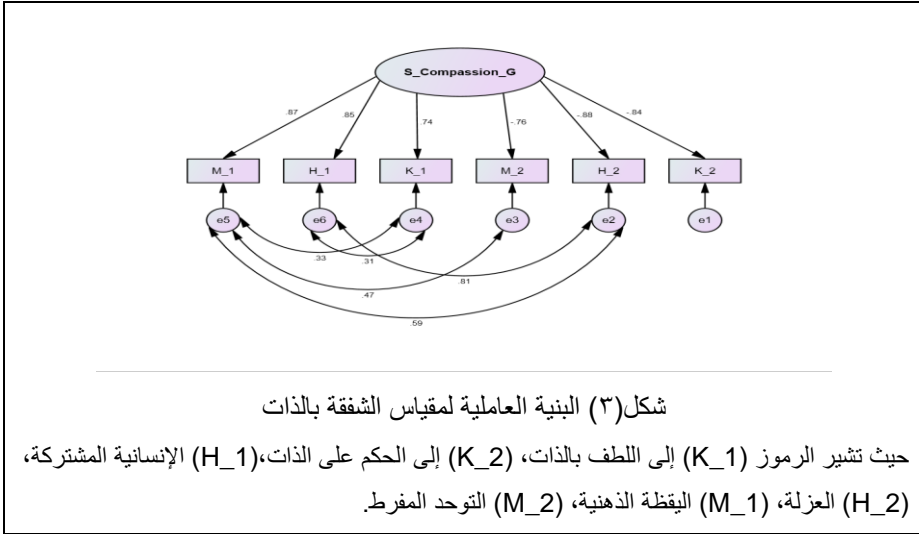 S_Compassion_G
.87 .85 .74 -.76 -.88 -.84
M_1 H_1 K_1 M_2 H_2 K_2
e5 e6 e4 e3 e2 e1
.33 .31
.47 .81
.59
شكل(٣) البنية العاملية لمقياس الشفقة بالذات
حيث تشير الرموز (K_1) إلى اللطف بالذات، (K_2) إلى الحكم على الذات،(H_1) الإنسانية المشتركة،
(H_2) العزلة، (M_1) اليقظة الذهنية، (M_2) التوحد المفرط.